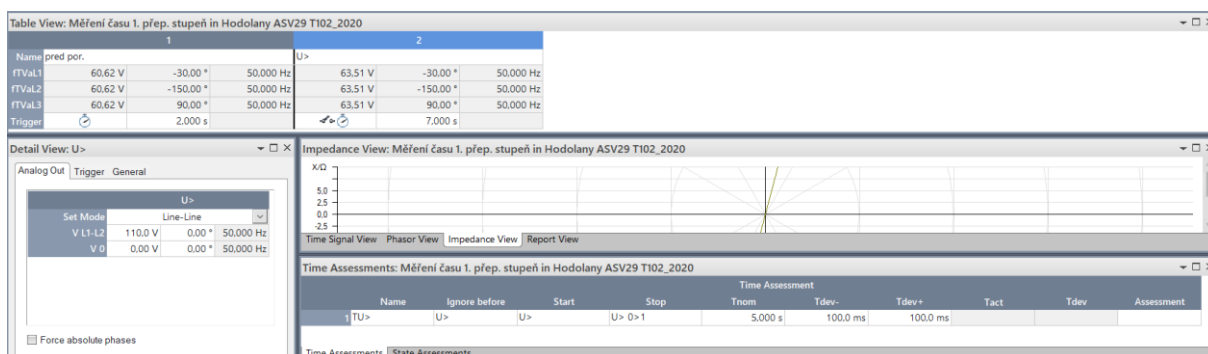 Table View: Měření času 1. přep. stupeň in Hodolany ASV29 T102_2020
1 2
Name pred por. U>
fTVaL1 60,62 V -30,00 ° 50,000 Hz 63,51 V -30,00 ° 50,000 Hz
fTVaL2 60,62 V -150,00 ° 50,000 Hz 63,51 V -150,00 ° 50,000 Hz
fTVaL3 60,62 V 90,00 ° 50,000 Hz 63,51 V 90,00 ° 50,000 Hz
Trigger 2,000 s 7,000 s
Detail View: U>
Analog Out Trigger General
U>
Set Mode Line-Line
V L1-L2 110,0 V 0,00 ° 50,000 Hz
V 0 0,00 V 0,00 ° 50,000 Hz
Force absolute phases
Impedance View: Měření času 1. přep. stupeň in Hodolany ASV29 T102_2020
X/Ω
5,0
2,5
0,0
-2,5
Time Signal View Phasor View Impedance View Report View
Time Assessments: Měření času 1. přep. stupeň in Hodolany ASV29 T102_2020
Time Assessment
Name Ignore before Start Stop Tnom Tdev- Tdev+ Tact Tdev Assessment
1 TU> U> U> U> 0>1 5,000 s 100,0 ms 100,0 ms
Time Assessments State Assessments